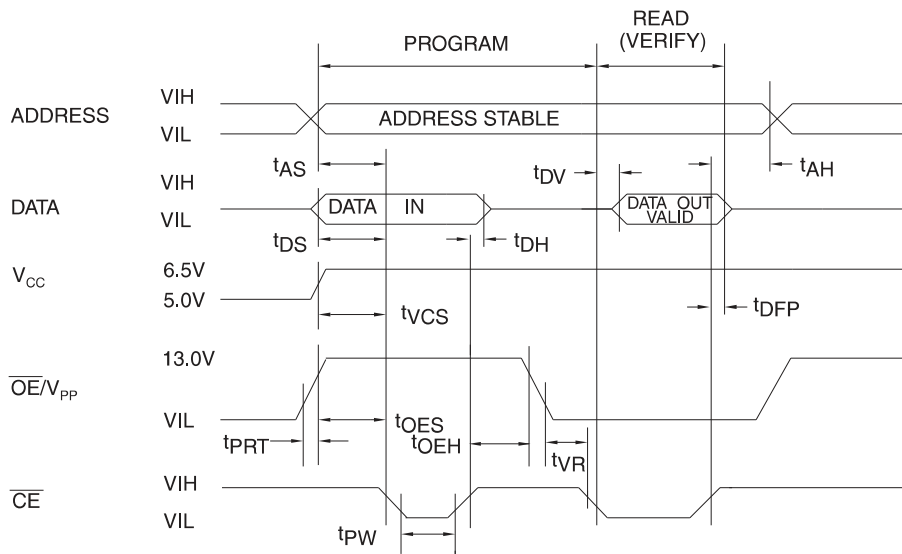 PROGRAM
READ
(VERIFY)
ADDRESS
VIH
VIL
ADDRESS STABLE
tAS
tDV
tAH
DATA
VIH
VIL
DATA IN
DATA OUT
VALID
tDS
tDH
VCC
6.5V
5.0V
tVCS
tDFP
OE/VPP
13.0V
VIL
tPRT
tOES
tOEH
tVR
CE
VIH
VIL
tPW